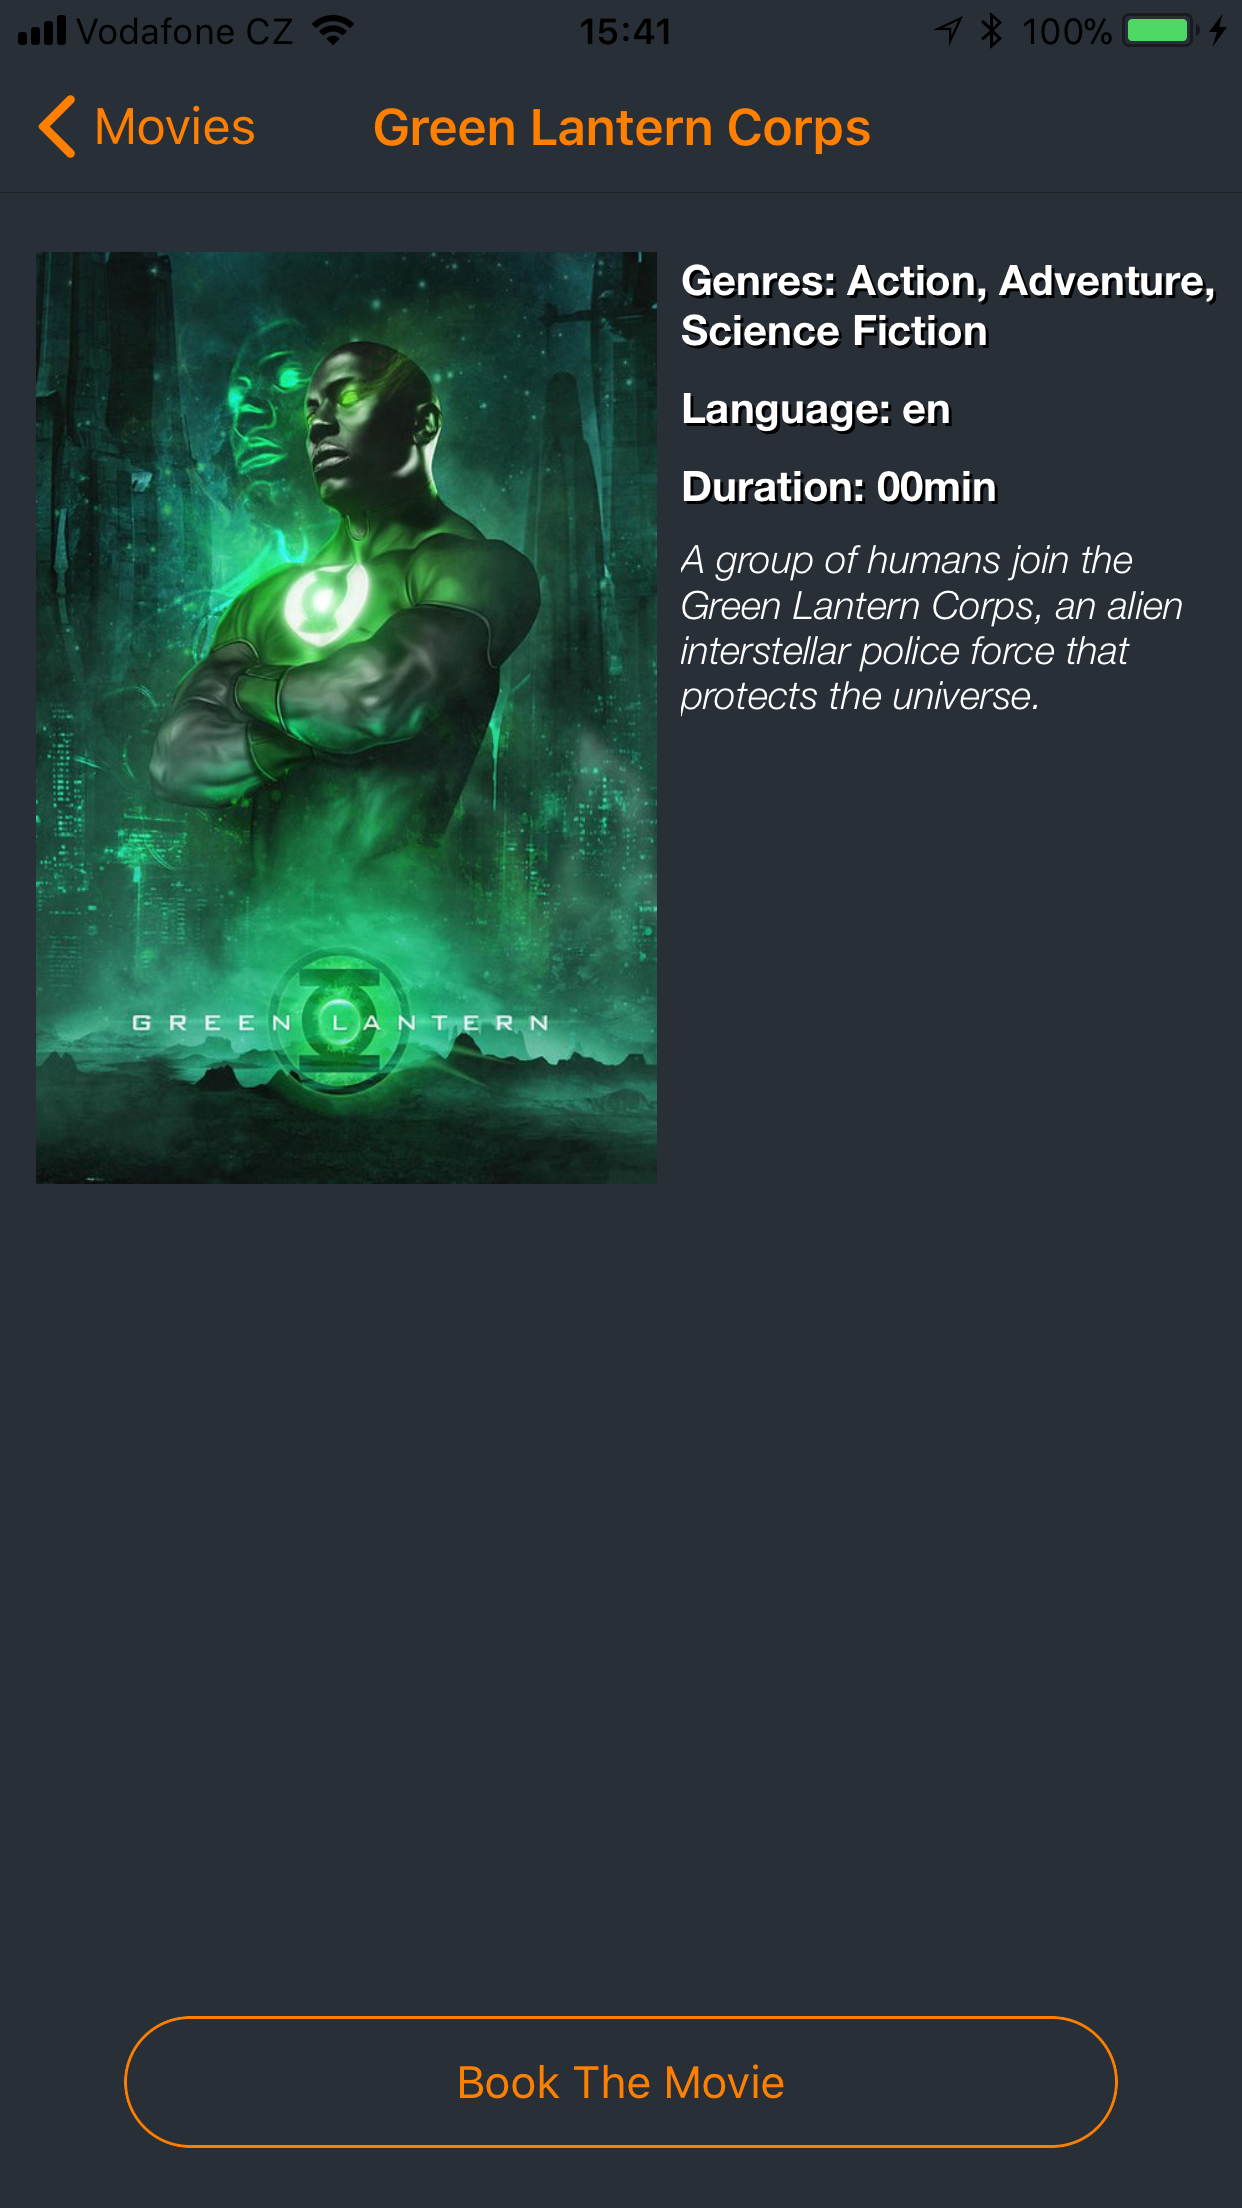 Vodafone CZ 15:41 100%
Movies Green Lantern Corps
Genres: Action, Adventure,
Science Fiction
Language: en
Duration: 00min
A group of humans join the
Green Lantern Corps, an alien
interstellar police force that
protects the universe.
GREEN LANTERN
Book The Movie